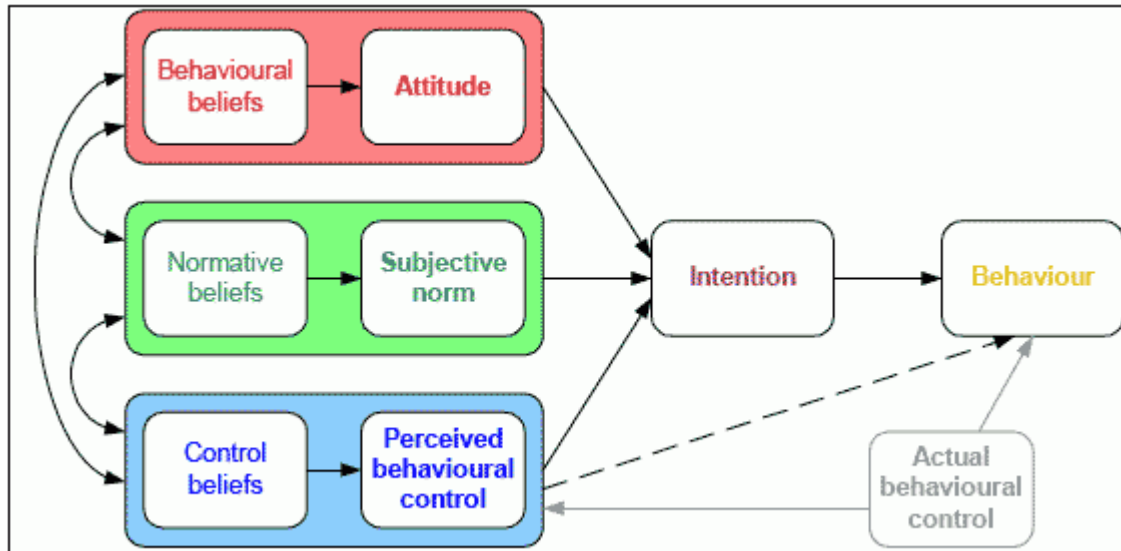 Behavioural
beliefs
Attitude
Normative
beliefs
Subjective
norm
Intention
Behaviour
Control
beliefs
Perceived
behavioural
control
Actual
behavioural
control